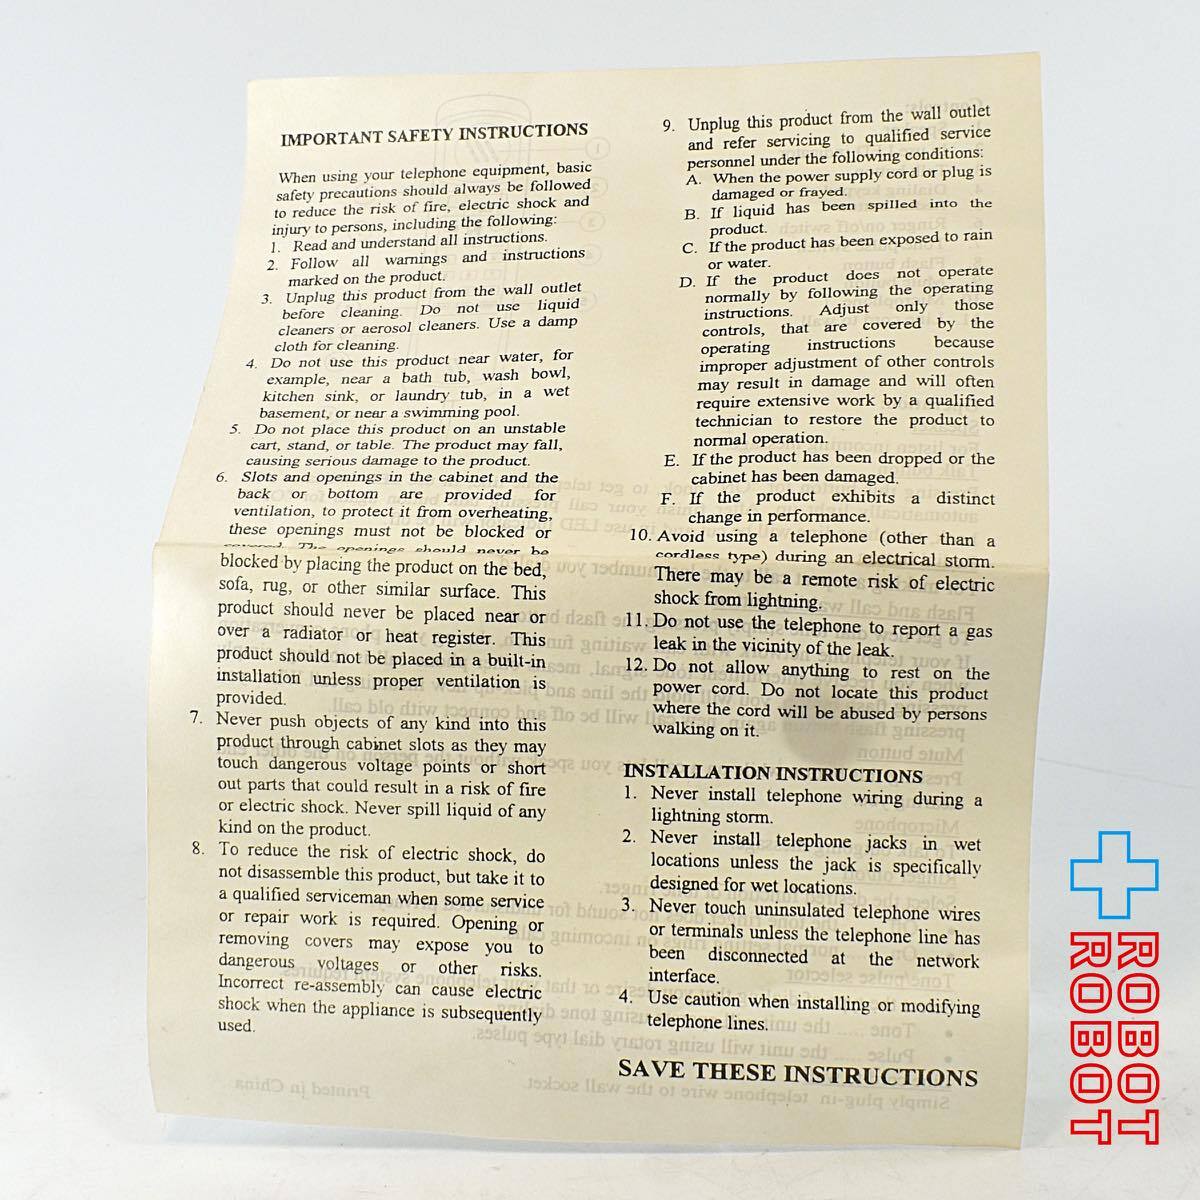 IMPORTANT SAFETY INSTRUCTIONS
When using your telephone equipment, basic
safety precautions should always be followed
to reduce the risk of fire, electric shock and
injury to persons, including the following:
1. Read and understand all instructions.
2. Follow all warnings and instructions
marked on the product.
3. Unplug this product from the wall outlet
before cleaning. Do not use liquid
cleaners or aerosol cleaners. Use a damp
cloth for cleaning.
4. Do not use this product near water, for
example, near a bath tub, wash bowl,
kitchen sink, or laundry tub, in a wet
basement, or near a swimming pool.
5. Do not place this product on an unstable
cart, stand, or table. The product may fall,
causing serious damage to the product.
6. Slots and openings in the cabinet and the
back or bottom are provided for
ventilation, to protect it from overheating,
these openings must not be blocked or
covered. The openings should never be
blocked by placing the product on the bed,
sofa, rug, or other similar surface. This
product should never be placed near or
over a radiator or heat register. This
product should not be placed in a built-in
installation unless proper ventilation is
provided.
7. Never push objects of any kind into this
product through cabinet slots as they may
touch dangerous voltage points or short
out parts that could result in a risk of fire
or electric shock. Never spill liquid of any
kind on the product.
8. To reduce the risk of electric shock, do
not disassemble this product, but take it to
a qualified serviceman when some service
or repair work is required. Opening or
removing covers may expose you to
dangerous voltages or other risks.
Incorrect re-assembly can cause electric
shock when the appliance is subsequently
used.
9. Unplug this product from the wall outlet
and refer servicing to qualified service
personnel under the following conditions:
A. When the power supply cord or plug is
damaged or frayed.
B. If liquid has been spilled into the
product.
C. If the product has been exposed to rain
or water.
D. If the product does not operate
normally by following the operating
instructions. Adjust only those
controls, that are covered by the
operating instructions because
improper adjustment of other controls
may result in damage and will often
require extensive work by a qualified
technician to restore the product to
normal operation.
E. If the product has been dropped or the
cabinet has been damaged.
F. If the product exhibits a distinct
change in performance.
10. Avoid using a telephone (other than a
cordless type) during an electrical storm.
There may be a remote risk of electric
shock from lightning.
11. Do not use the telephone to report a gas
leak in the vicinity of the leak.
12. Do not allow anything to rest on the
power cord. Do not locate this product
where the cord will be abused by persons
walking on it.
INSTALLATION INSTRUCTIONS
1. Never install telephone wiring during a
lightning storm.
2. Never install telephone jacks in wet
locations unless the jack is specifically
designed for wet locations.
3. Never touch uninsulated telephone wires
or terminals unless the telephone line has
been disconnected at the network
interface.
4. Use caution when installing or modifying
telephone lines.
SAVE THESE INSTRUCTIONS
Printed in China
Simply plug-in telephone wire to the wall socket
ROBOT
ROBOT